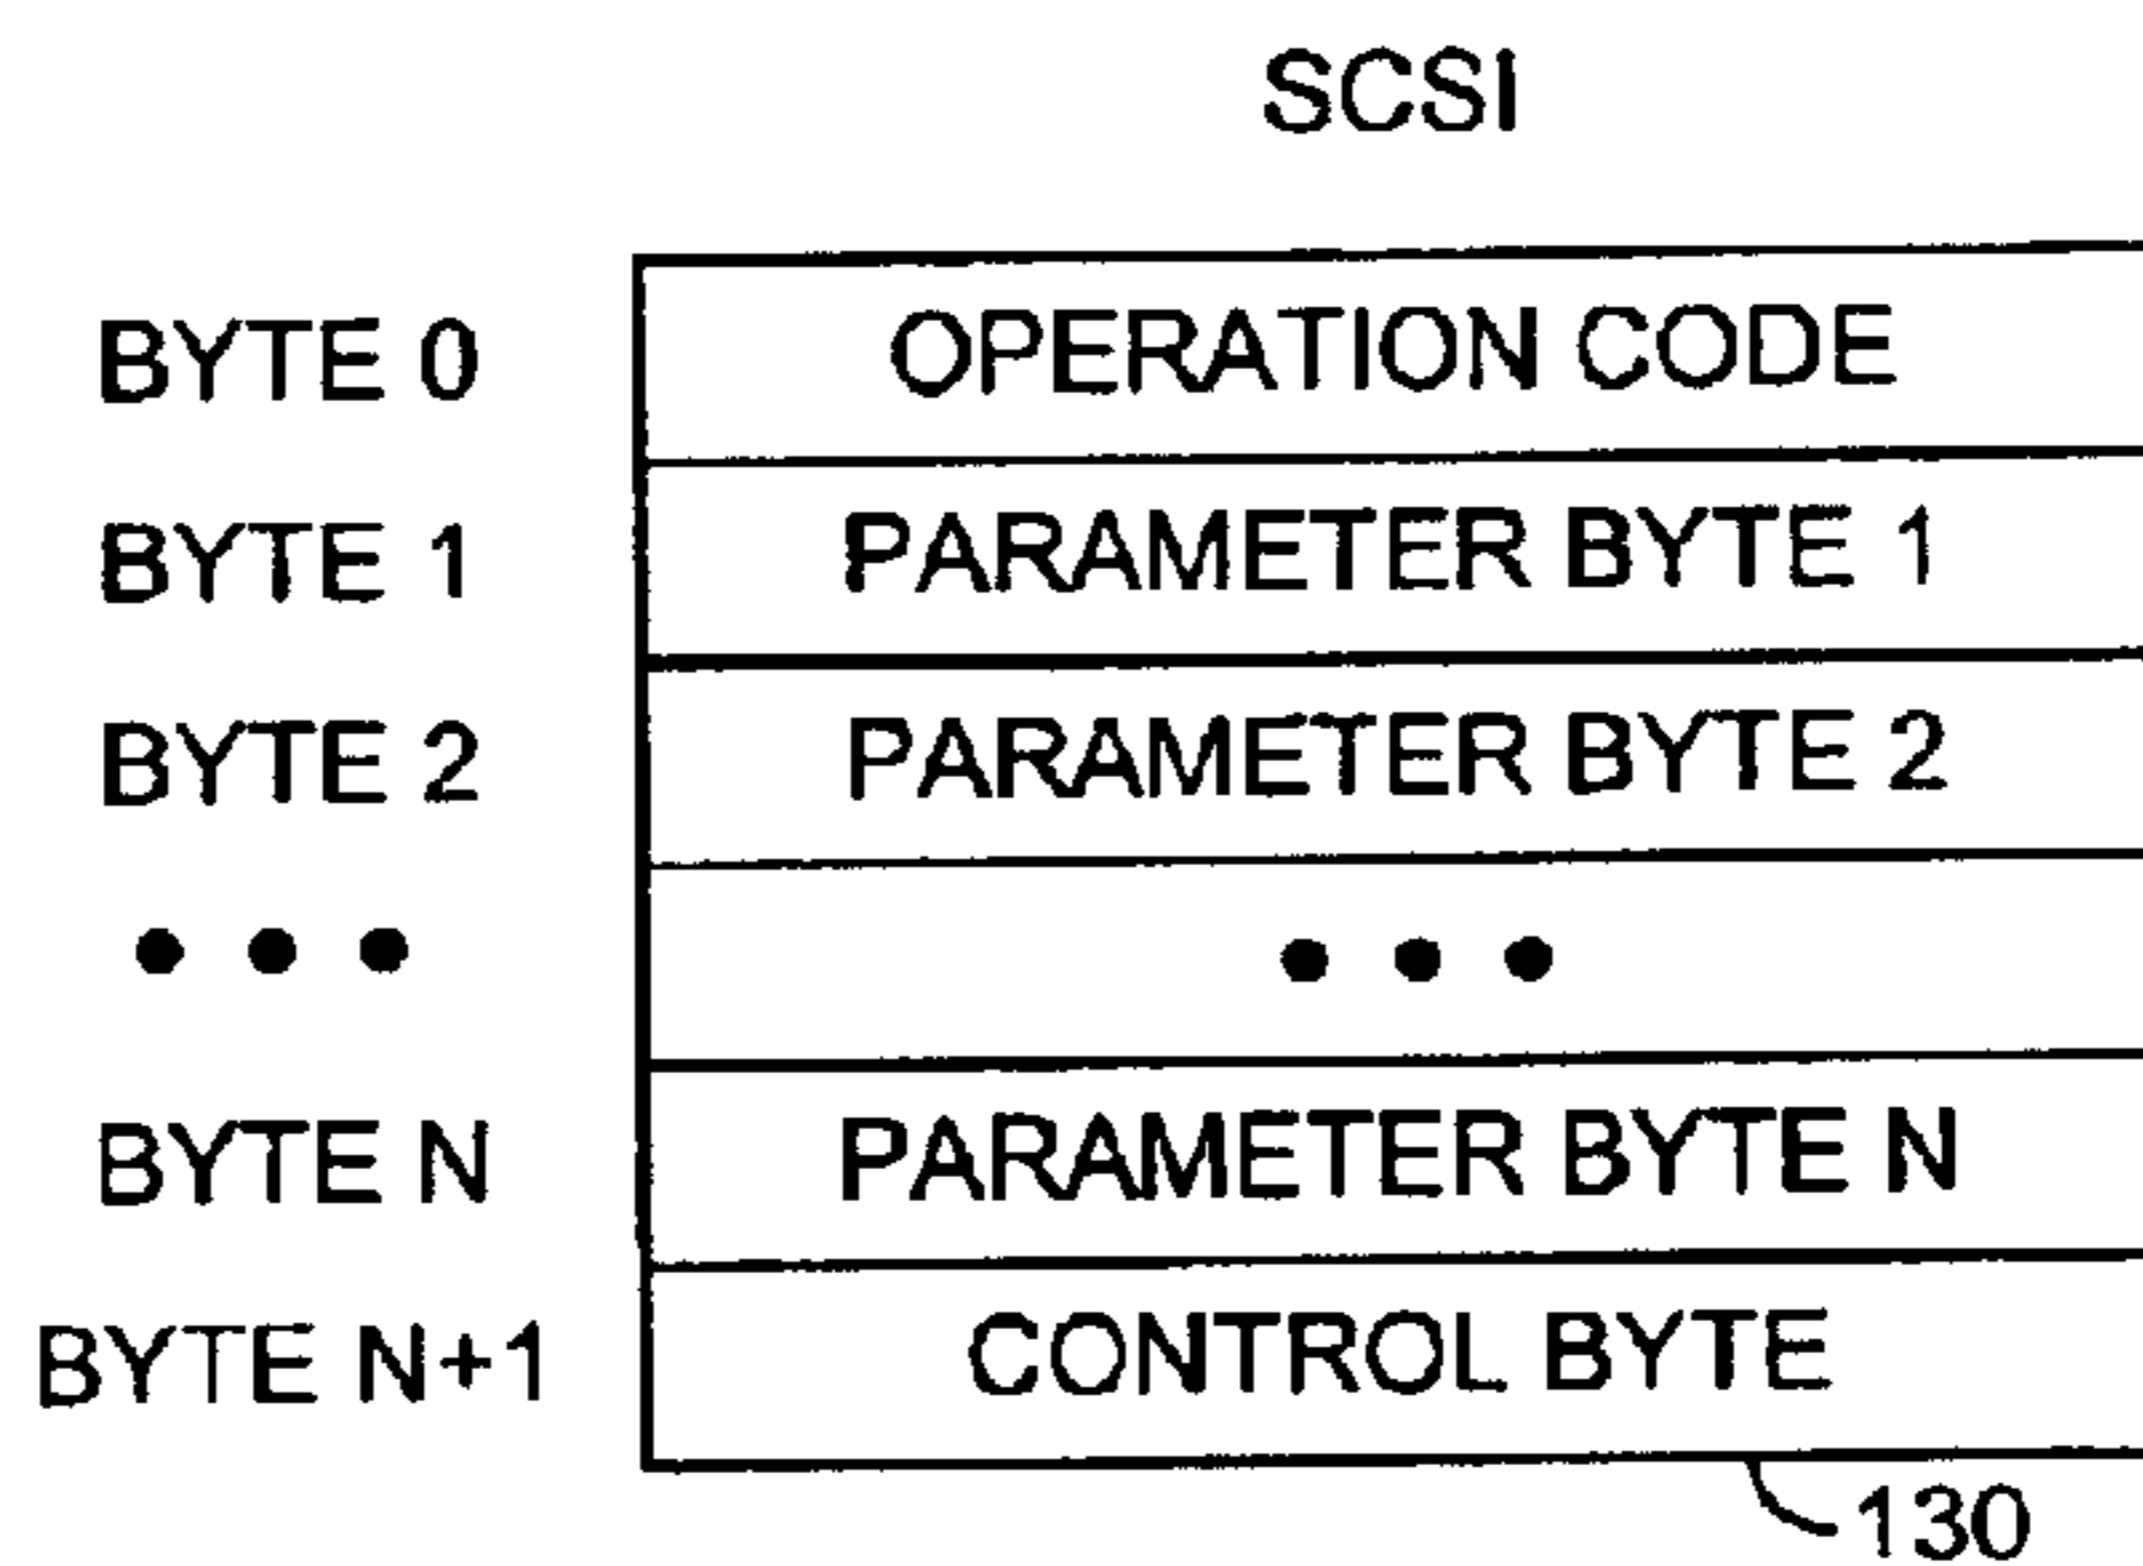 SCSI
BYTE 0 OPERATION CODE
BYTE 1 PARAMETER BYTE 1
BYTE 2 PARAMETER BYTE 2
• • • • • •
BYTE N PARAMETER BYTE N
BYTE N+1 CONTROL BYTE
130